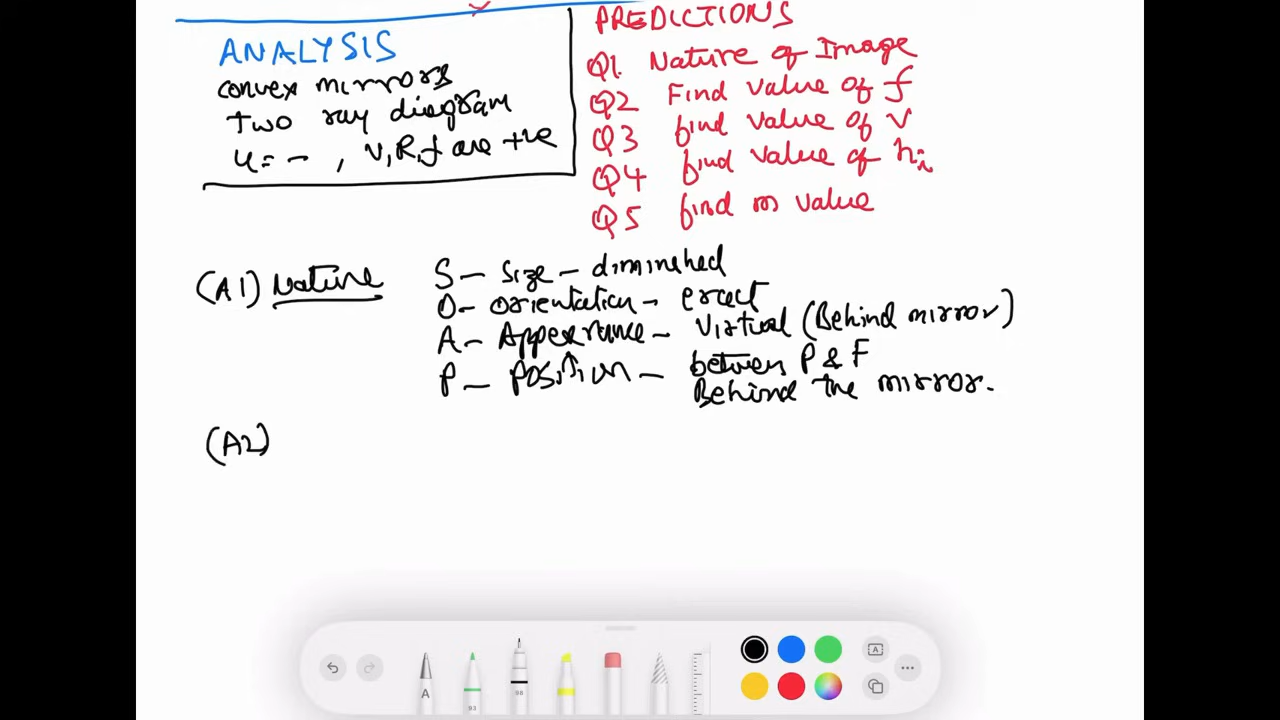 ANALYSIS
convex mirrors
two ray diagram
u = - , v, R, f are +ve
PREDICTIONS
Q1. Nature of Image
Q2 Find value of f
Q3 find value of v
Q4 find value of hi
Q5 find m value
(A1) Nature
S - size - diminshed
O - orientation - erect
A - Appearance - Virtual (Behind mirror)
P - Position - between P & F
Behind the mirror.
(A2)